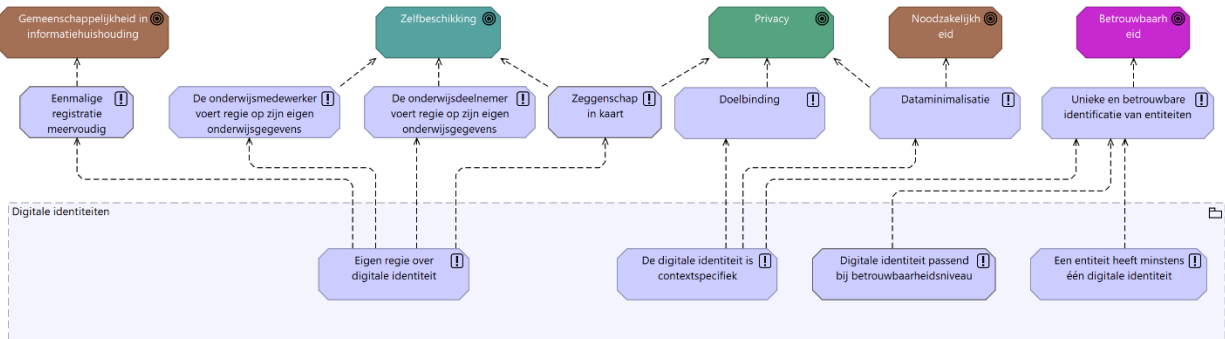 Gemeenschappelijkheid in
informatiehuishouding
Zelfbeschikking
Privacy
Noodzakelijkh
eid
Betrouwbaarh
eid
Eenmalige
registratie
meervoudig
De onderwijsmedewerker
voert regie op zijn eigen
onderwijsgegevens
De onderwijsdeelnemer
voert regie op zijn eigen
onderwijsgegevens
Zeggenschap
in kaart
Doelbinding
Dataminimalisatie
Unieke en betrouwbare
identificatie van entiteiten
Digitale identiteiten
Eigen regie over
digitale identiteit
De digitale identiteit is
contextspecifiek
Digitale identiteit passend
bij betrouwbaarheidsniveau
Een entiteit heeft minstens
één digitale identiteit